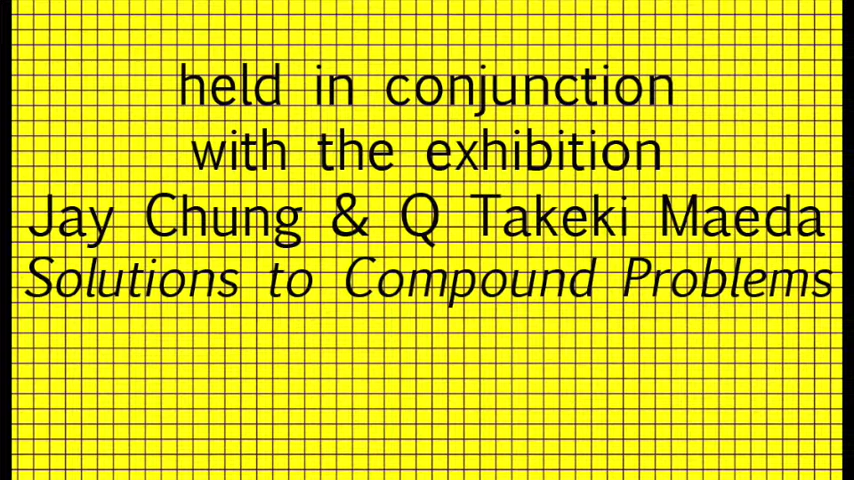 held in conjunction
with the exhibition
Jay Chung & Q Takeki Maeda
Solutions to Compound Problems